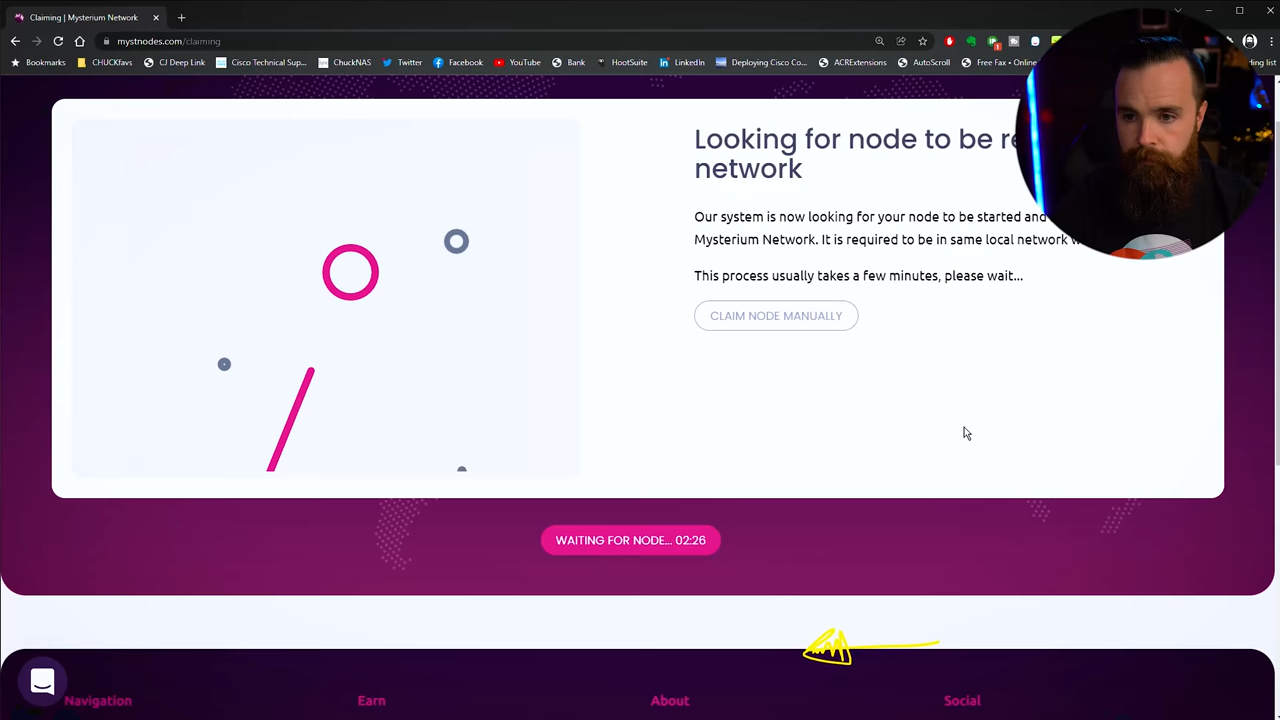 Claiming | Mysterium Network
mystnodes.com/claiming
Bookmarks CHUCKfavs CJ Deep Link Cisco Technical Sup... ChuckNAS Twitter Facebook YouTube Bank HootSuite LinkedIn Deploying Cisco Co... ACRExtensions AutoScroll Free Fax • Online list
Looking for node to be
network
Our system is now looking for your node to be started and
Mysterium Network. It is required to be in same local network
This process usually takes a few minutes, please wait...
CLAIM NODE MANUALLY
WAITING FOR NODE... 02:26
Navigation Earn About Social